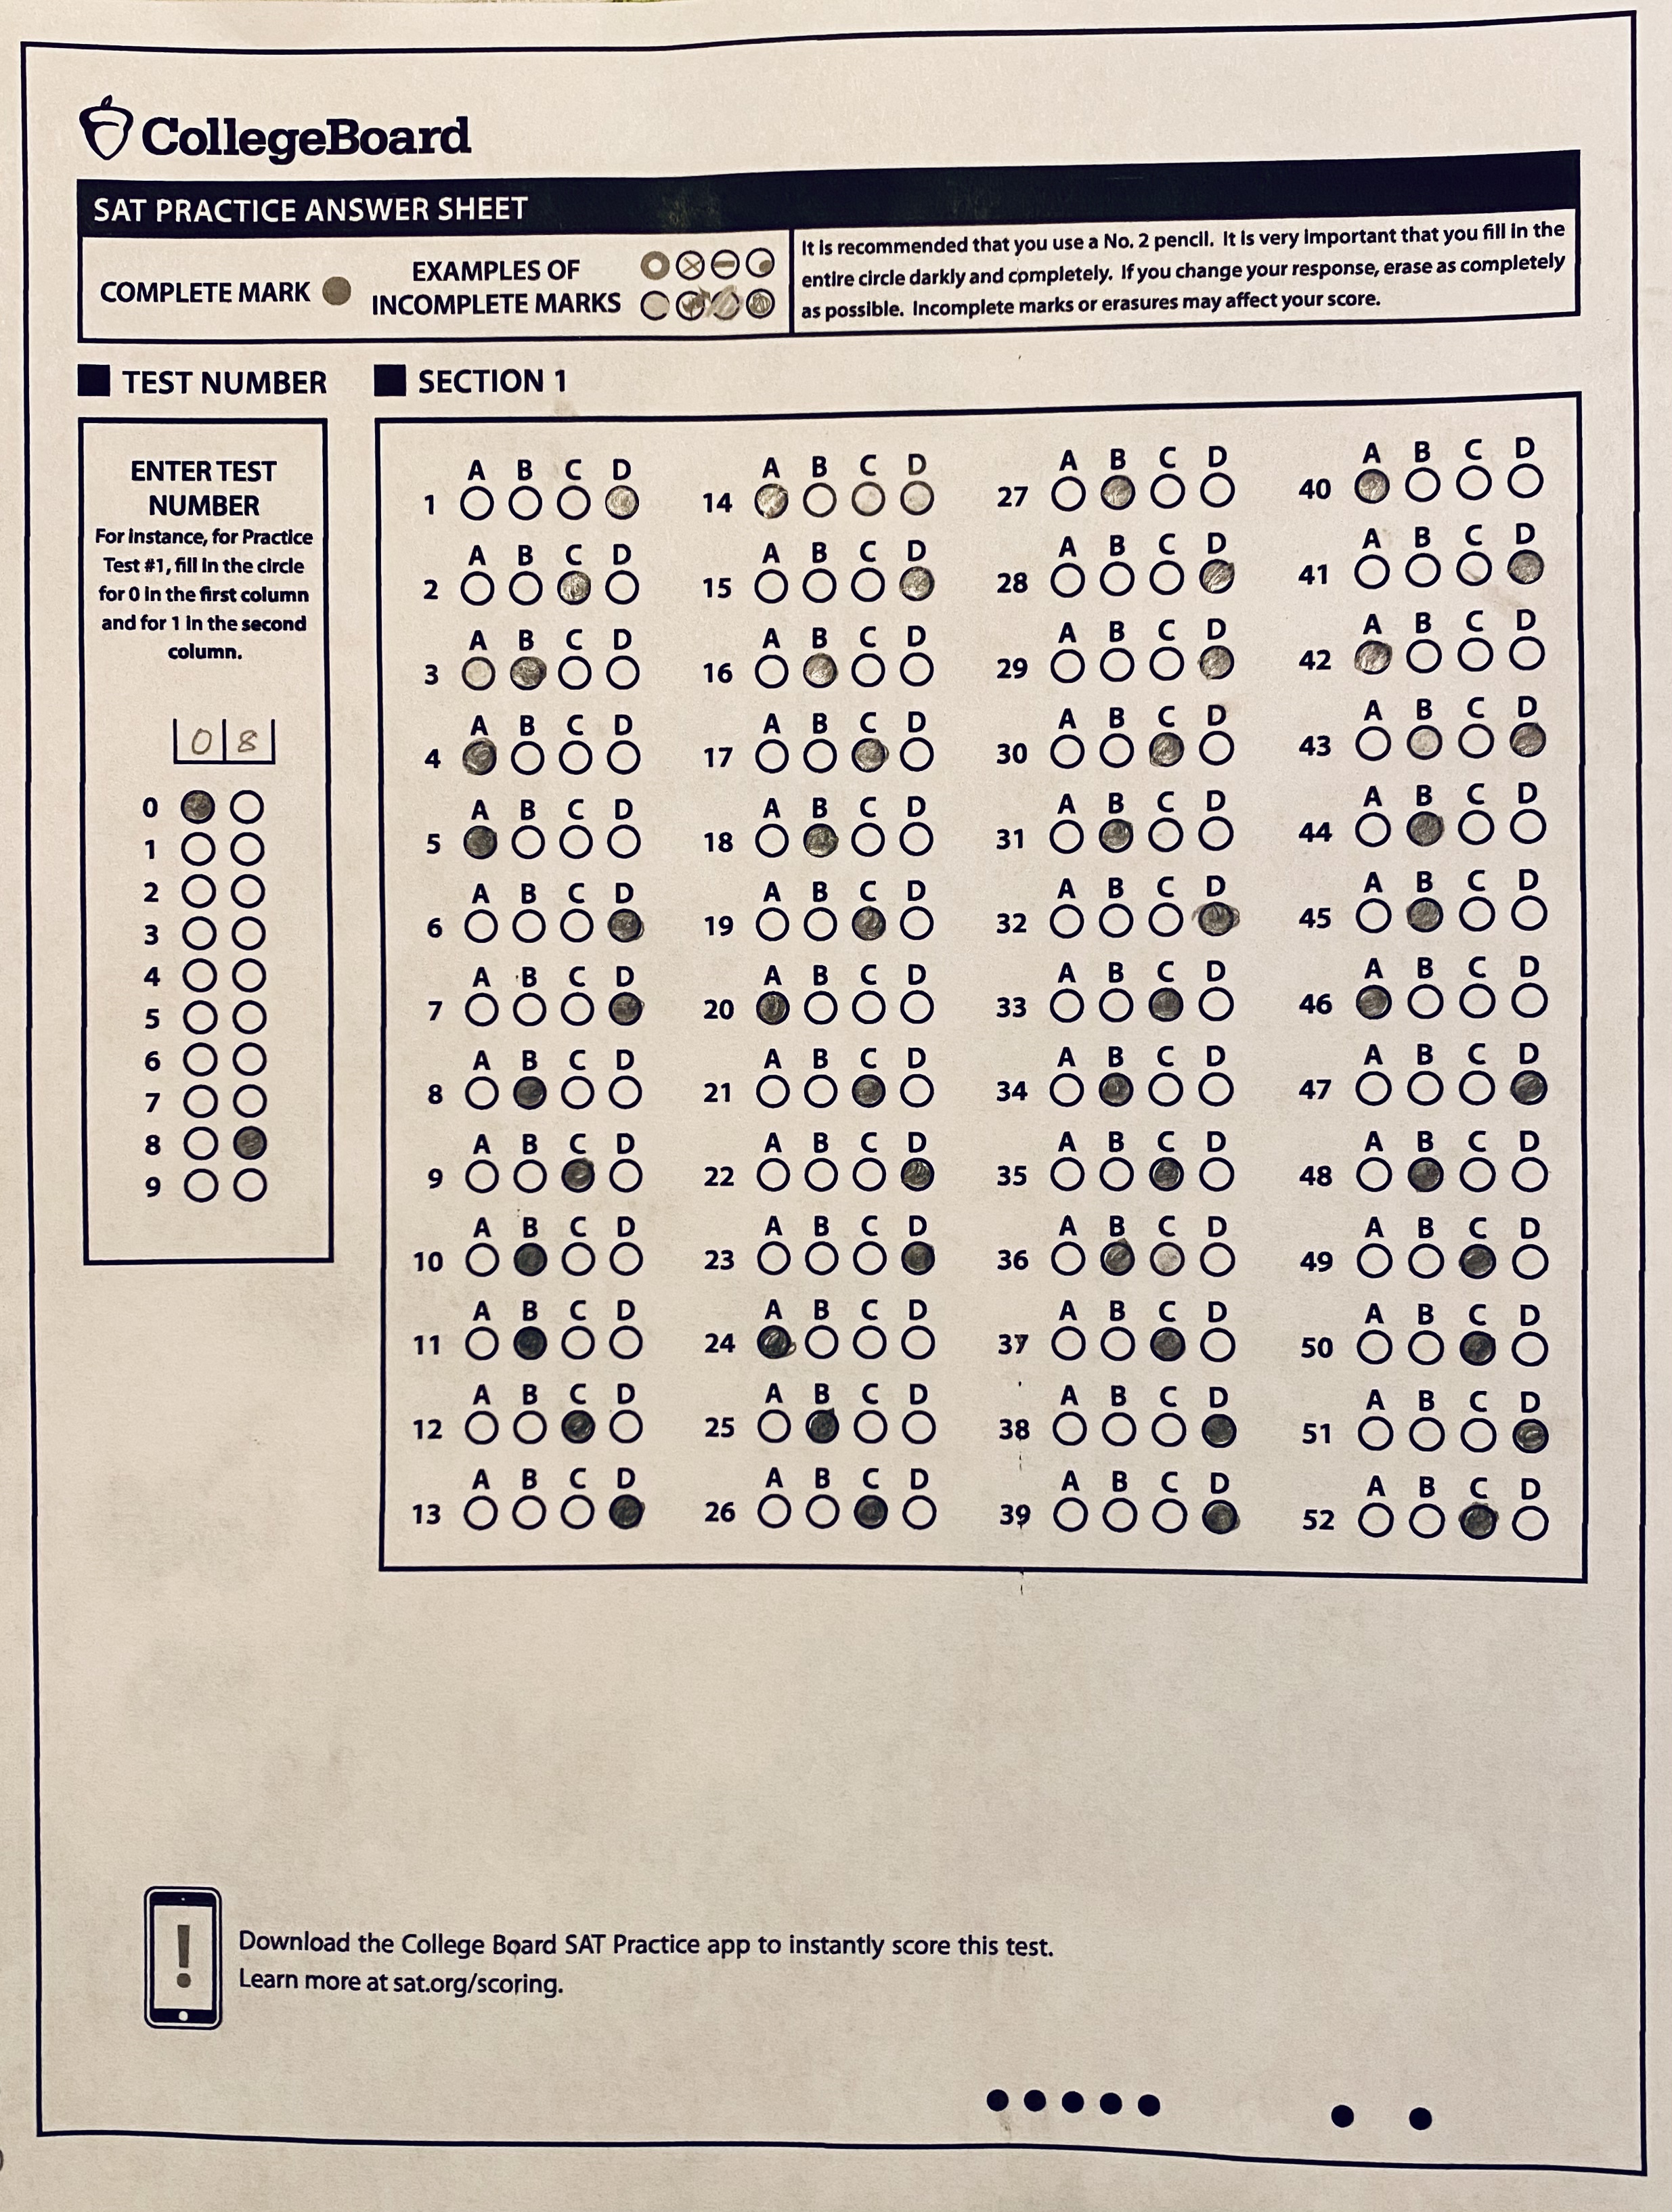 CollegeBoard
SAT PRACTICE ANSWER SHEET
COMPLETE MARK
EXAMPLES OF
INCOMPLETE MARKS
It is recommended that you use a No. 2 pencil. It is very important that you fill in the
entire circle darkly and completely. If you change your response, erase as completely
as possible. Incomplete marks or erasures may affect your score.
TEST NUMBER
ENTER TEST
NUMBER
For instance, for Practice
Test #1, fill in the circle
for 0 in the first column
and for 1 in the second
column.
0 8
0
1
2
3
4
5
6
7
8
9
SECTION 1
A B C D
1
A B C D
2
A B C D
3
A B C D
4
A B C D
5
A B C D
6
A B C D
7
A B C D
8
A B C D
9
A B C D
10
A B C D
11
A B C D
12
A B C D
13
A B C D
14
A B C D
15
A B C D
16
A B C D
17
A B C D
18
A B C D
19
A B C D
20
A B C D
21
A B C D
22
A B C D
23
A B C D
24
A B C D
25
A B C D
26
A B C D
27
A B C D
28
A B C D
29
A B C D
30
A B C D
31
A B C D
32
A B C D
33
A B C D
34
A B C D
35
A B C D
36
A B C D
37
A B C D
38
A B C D
39
A B C D
40
A B C D
41
A B C D
42
A B C D
43
A B C D
44
A B C D
45
A B C D
46
A B C D
47
A B C D
48
A B C D
49
A B C D
50
A B C D
51
A B C D
52
!
Download the College Board SAT Practice app to instantly score this test.
Learn more at sat.org/scoring.